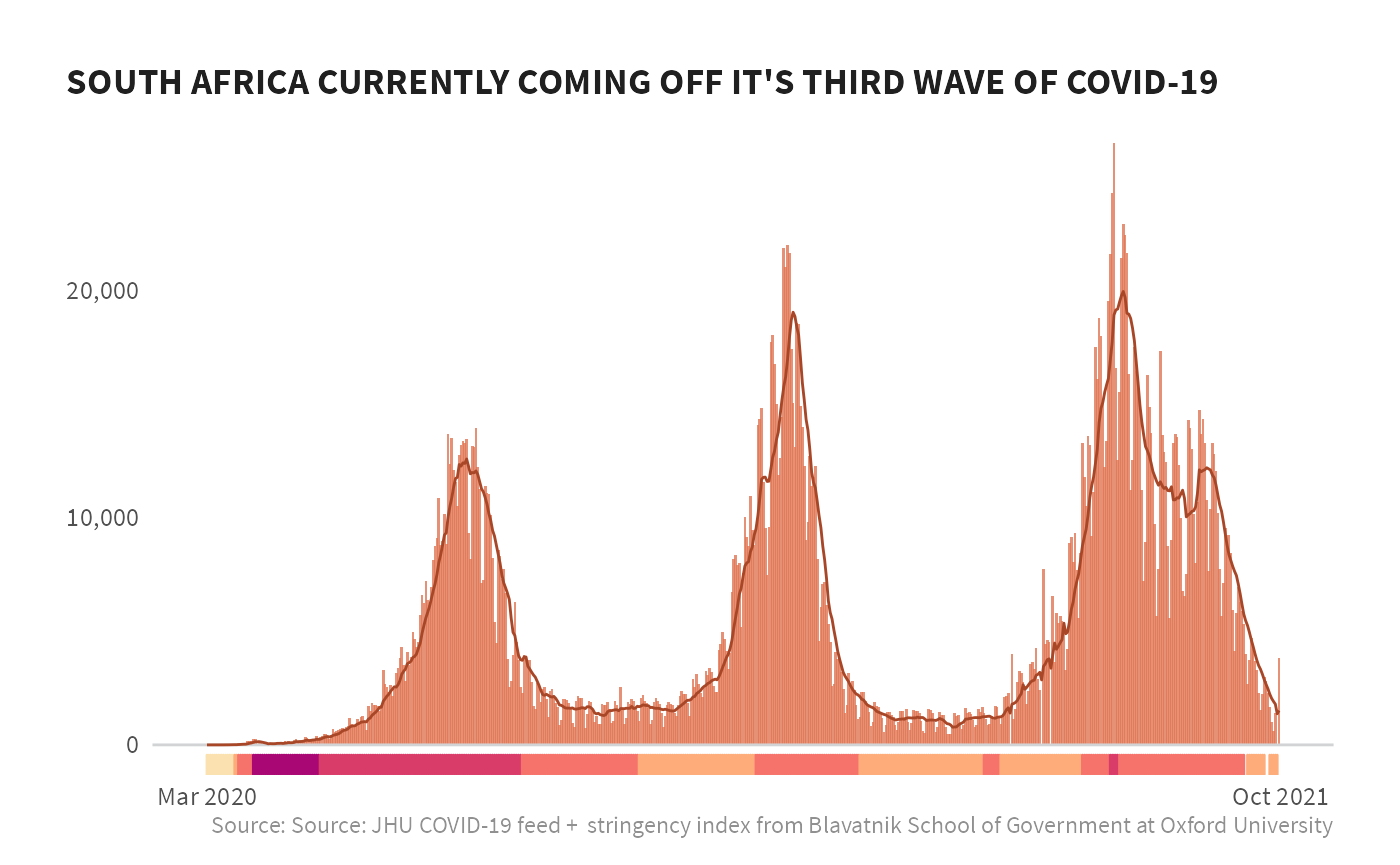 SOUTH AFRICA CURRENTLY COMING OFF IT'S THIRD WAVE OF COVID-19
20,000
10,000
0
Mar 2020 Oct 2021
Source: Source: JHU COVID-19 feed + stringency index from Blavatnik School of Government at Oxford University